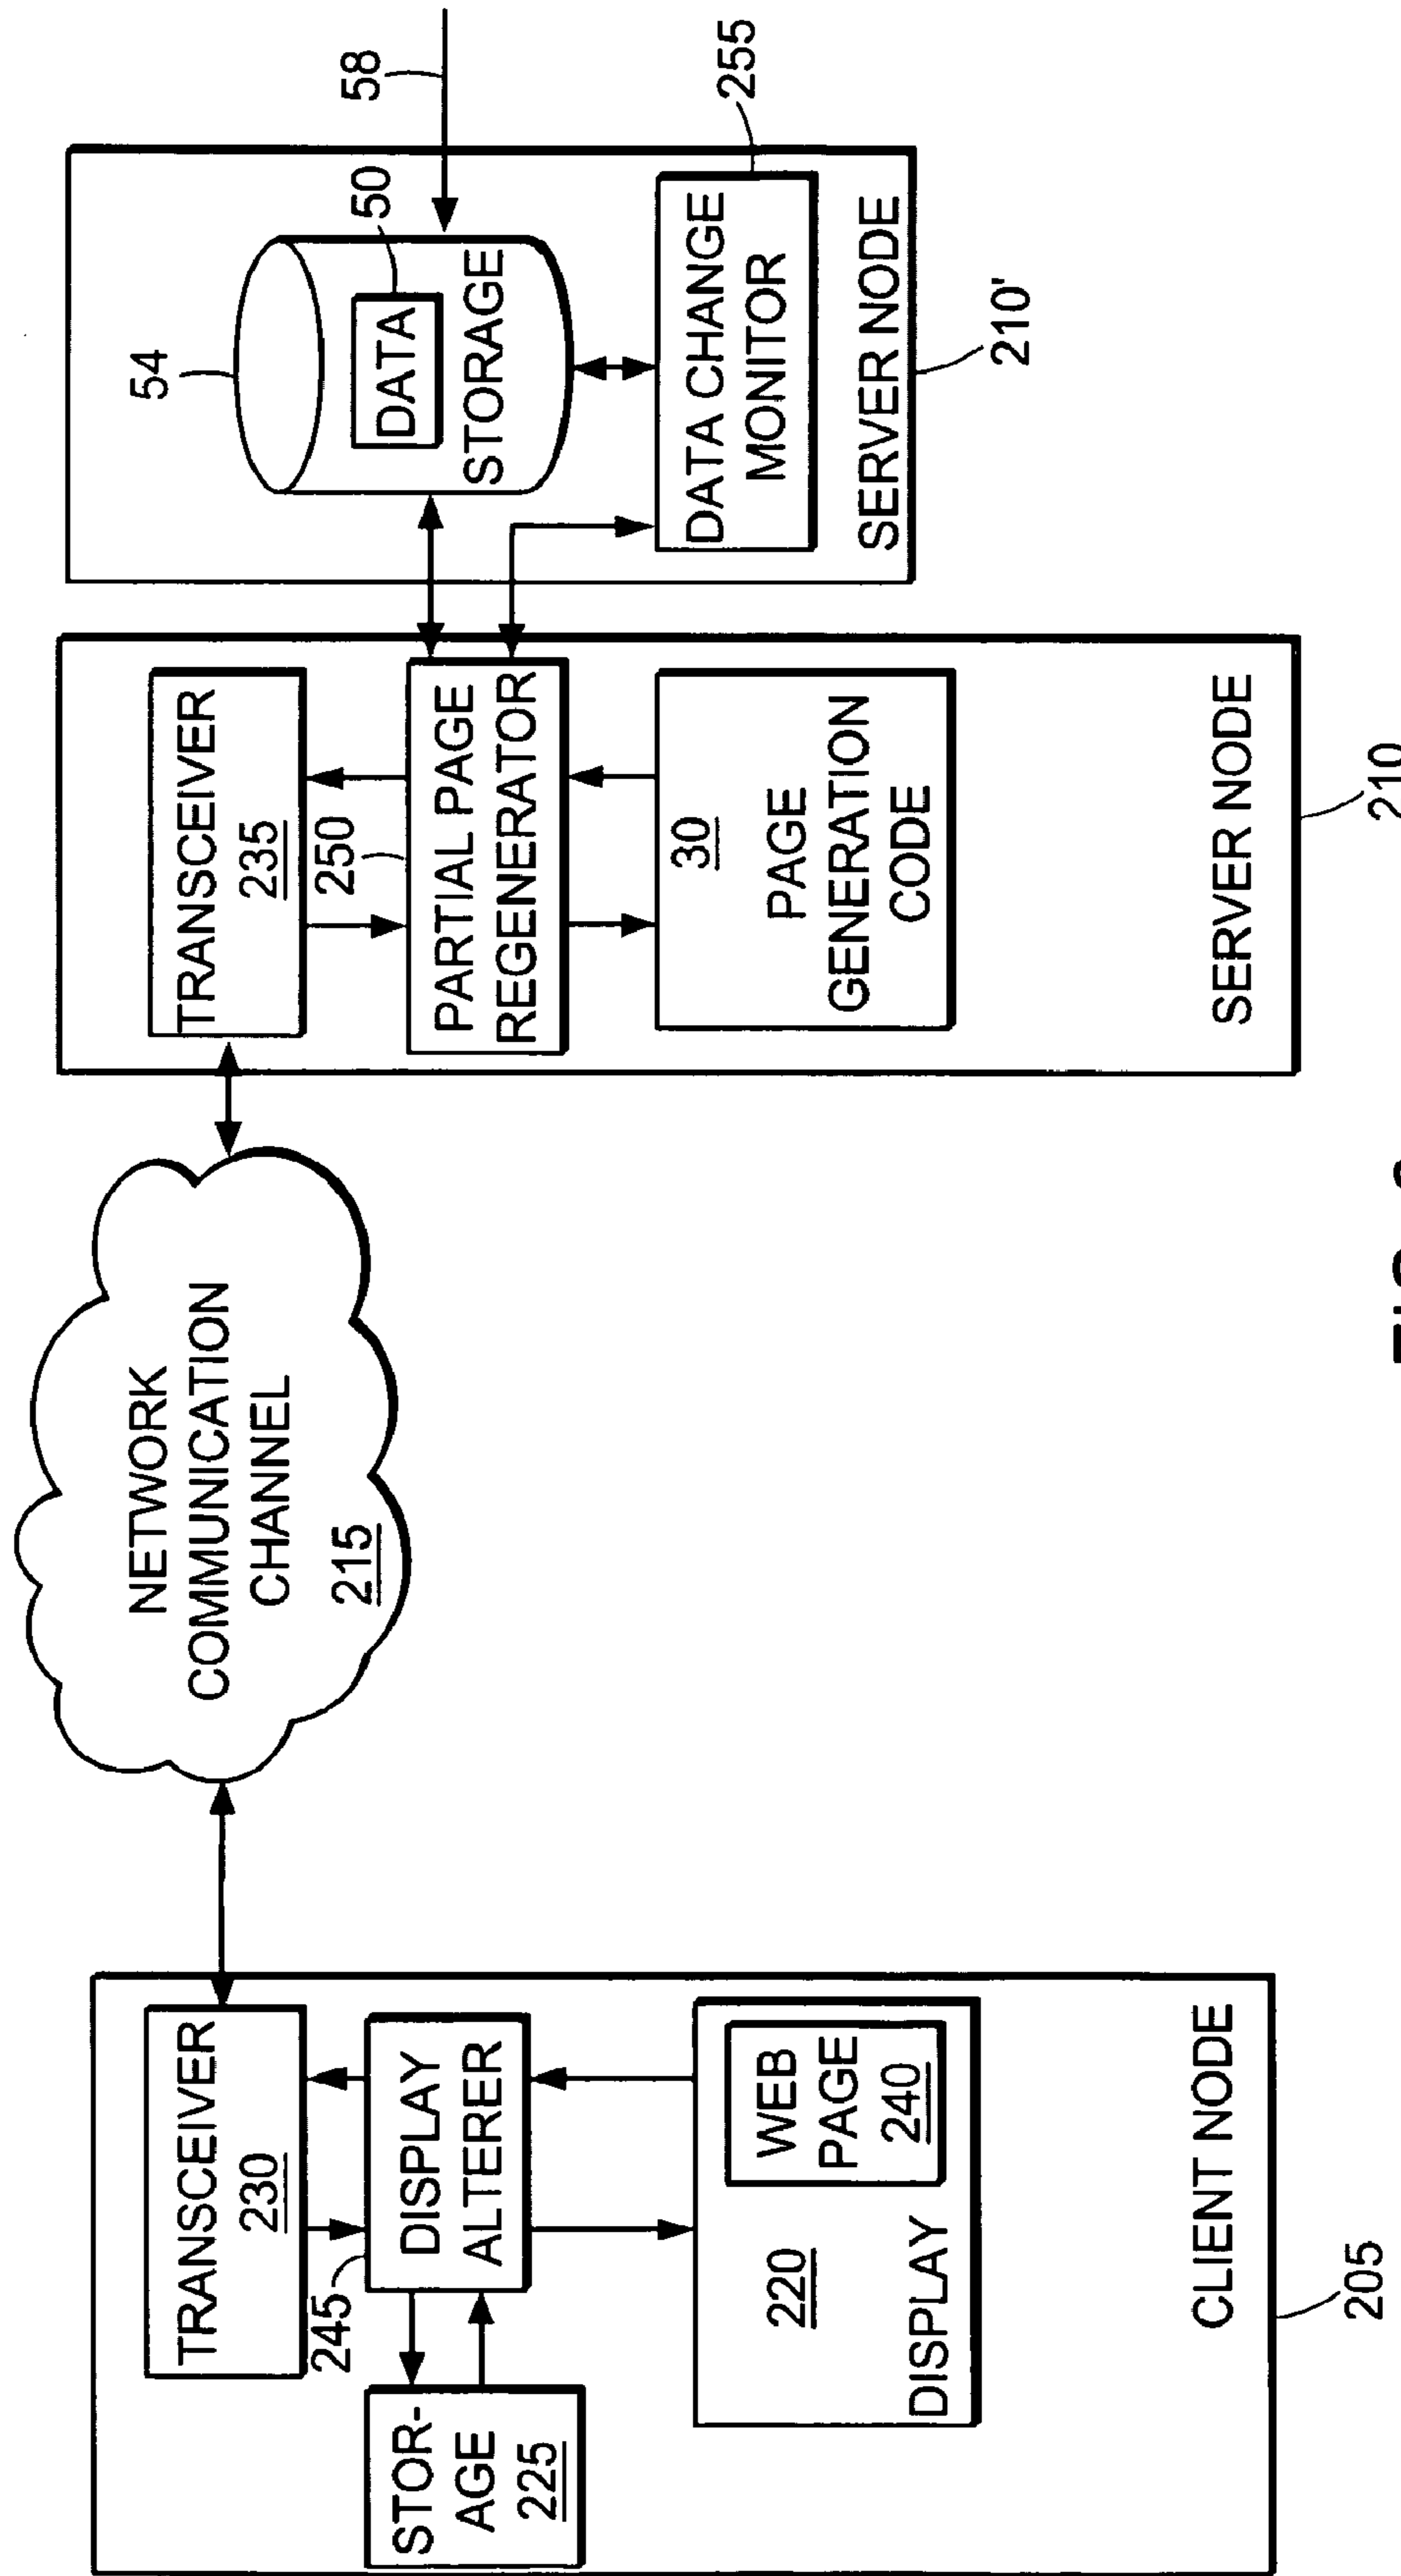 TRANSCEIVER
230
245
DISPLAY
ALTERER
STOR-
AGE
225
220
DISPLAY
WEB
PAGE
240
CLIENT NODE
205
NETWORK
COMMUNICATION
CHANNEL
215
TRANSCEIVER
235
250
PARTIAL PAGE
REGENERATOR
30
PAGE
GENERATION
CODE
SERVER NODE
210
54
50
DATA
STORAGE
58
DATA CHANGE
MONITOR
255
SERVER NODE
210'